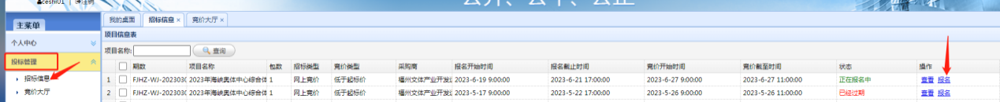 ceshi01 | 注销
公开、公平、公正
主菜单
我的桌面 招标信息 × 竞价大厅 ×
项目信息表
个人中心
项目名称: 查询
投标管理
期数 项目名称 包数 招标类型 竞价类型 采购商 报名开始时间 报名截止时间 竞价开始时间 竞价截至时间 状态 操作
招标信息
1 FJHZ-WJ-2023030 2023年海峡奥体中心综合体 1 网上竞价 低于起标价 福州文体产业开发 2023-6-19 9:00:00 2023-6-21 17:00:00 2023-6-27 9:00:00 2023-6-27 11:00:00 正在报名中 查看 报名
竞价大厅
2 FJHZ-WJ-2023030 2023年海峡奥体中心综合体 1 网上竞价 低于起标价 福州文体产业开发 2023-5-17 9:00:00 2023-5-22 17:00:00 2023-5-26 9:00:00 2023-5-26 11:00:00 已经过期 查看 报名